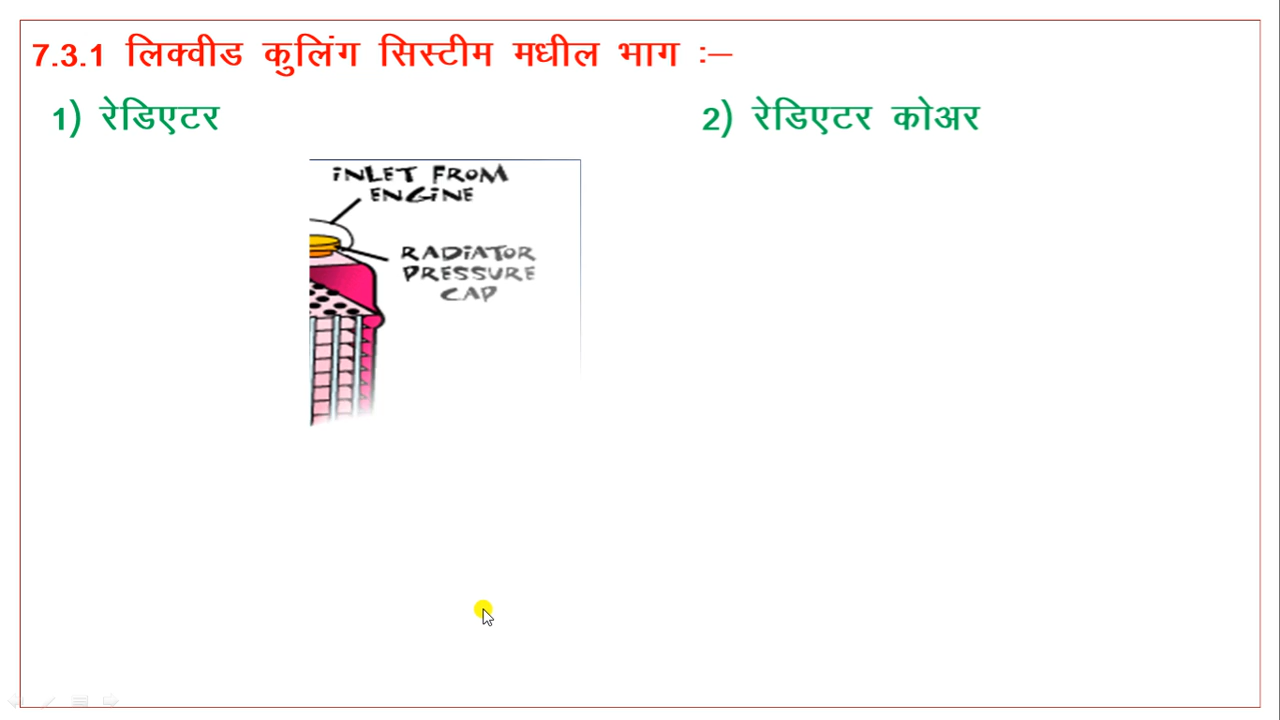 7.3.1 लिक्वीड कुलिंग सिस्टीम मधील भाग :–
1) रेडिएटर
2) रेडिएटर कोअर
INLET FROM
ENGINE
RADIATOR
PRESSURE
CAP